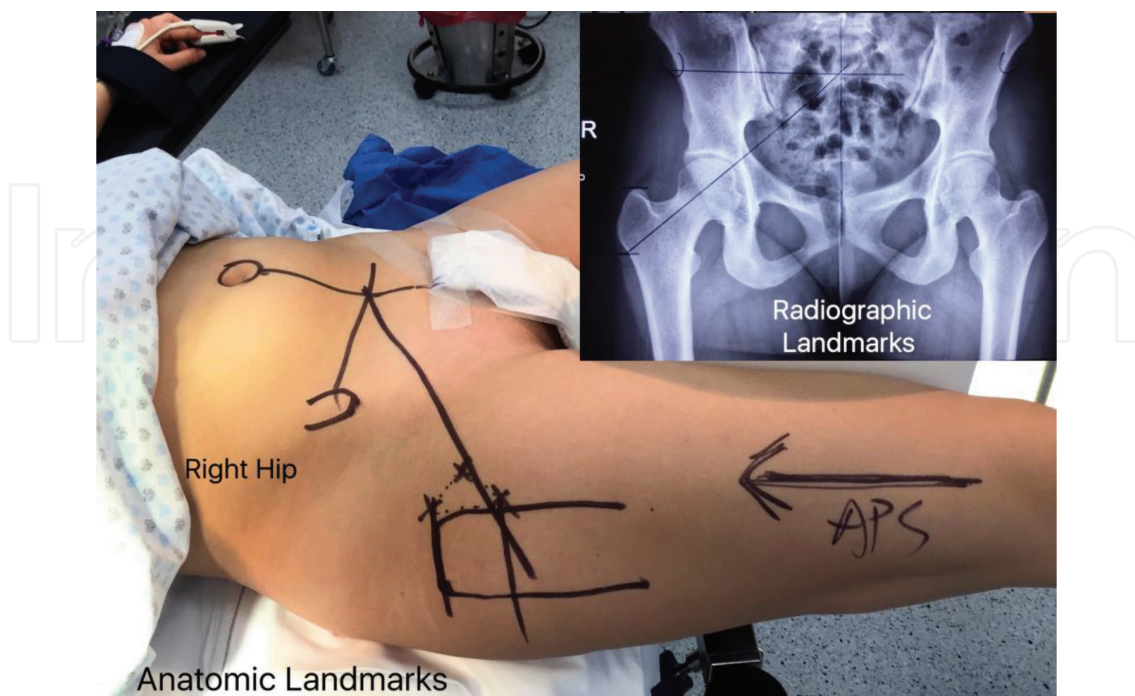 R
Radiographic
Landmarks
Right Hip
APS
Anatomic Landmarks